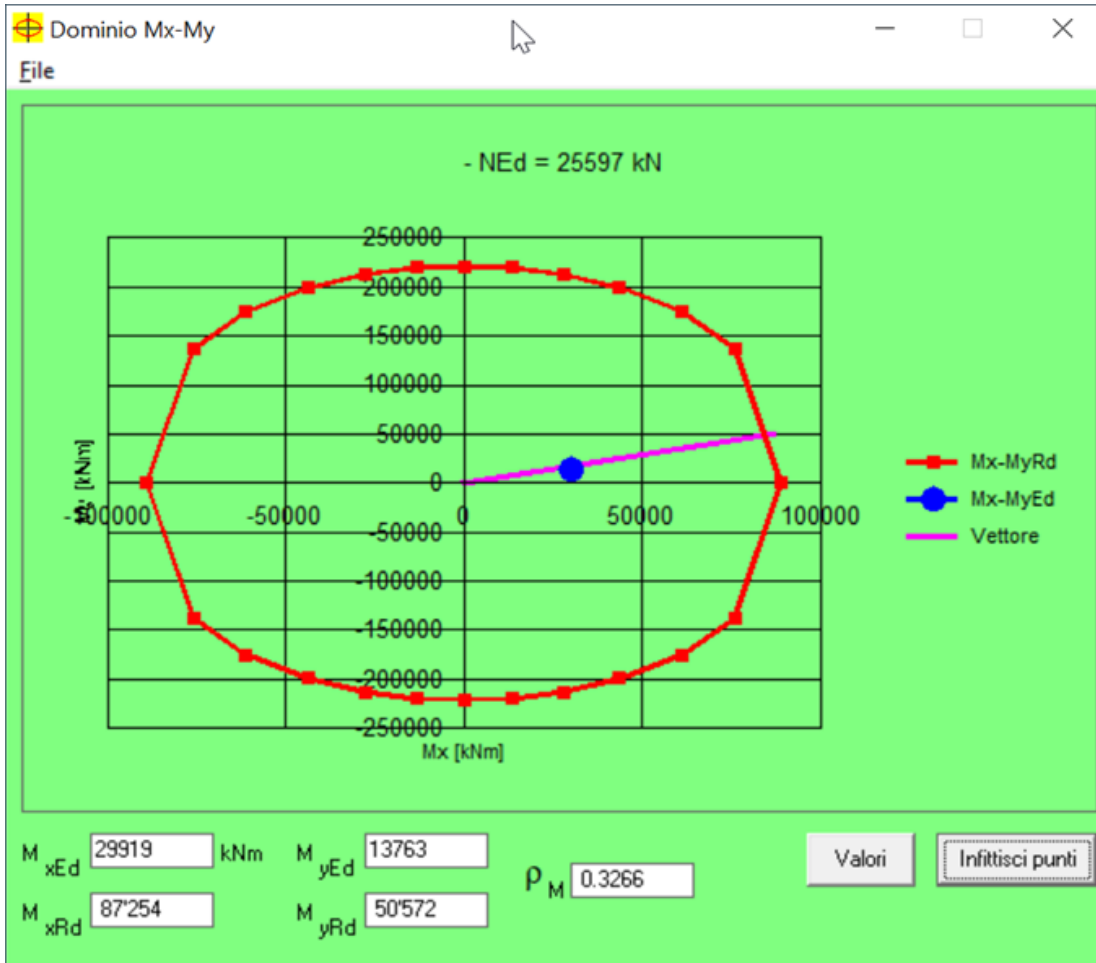 Dominio Mx-My
File
- NEd = 25597 kN
250000
200000
150000
100000
50000
0
-100000 -50000 0 50000 100000
-50000
-100000
-150000
-200000
-250000
[kNm]
Mx [kNm]
Mx-MyRd
Mx-MyEd
Vettore
M xEd 29919 kNm M yEd 13763
ρ M 0.3266
M xRd 87'254 M yRd 50'572
Valori Infittisci punti